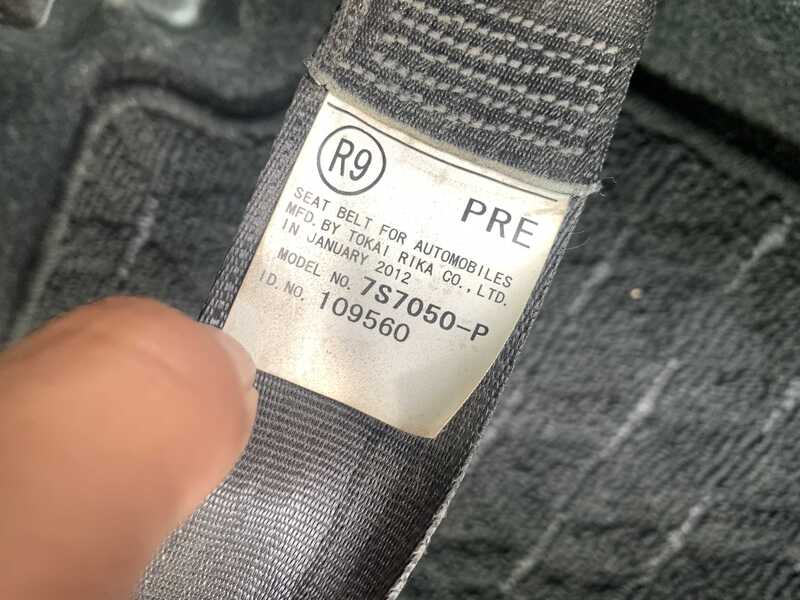 R9
PRE
SEAT BELT FOR AUTOMOBILES
MFD. BY TOKAI RIKA CO., LTD.
IN JANUARY 2012
MODEL NO. 7S7050-P
ID. NO. 109560